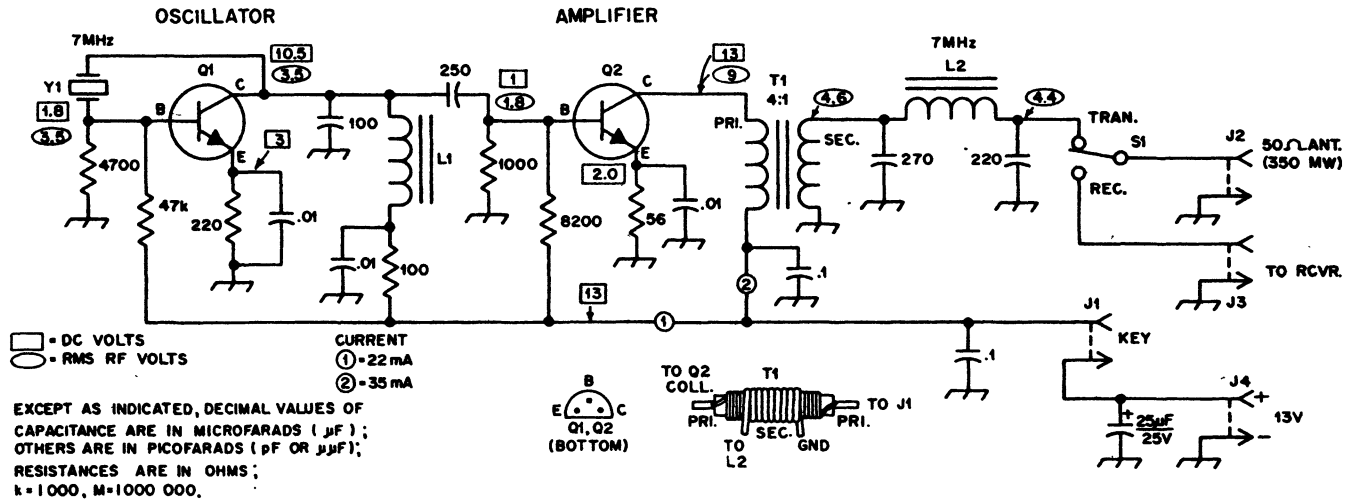 OSCILLATOR
AMPLIFIER
7MHz
Y1
1.8
3.5
B
Q1
C
E
10.5
3.5
3
4700
47k
220
.01
100
L1
.01
100
250
1
1.8
B
1000
8200
Q2
C
E
2.0
56
.01
13
9
T1
4:1
PRI.
SEC.
4.6
7MHz
L2
4.4
270
220
TRAN.
S1
REC.
J2
50Ω ANT.
(350 MW)
TO RCVR.
J3
.1
2
13
1
J1
KEY
.1
J4
+
13V
-
+
25µF
25V
= DC VOLTS
= RMS RF VOLTS
CURRENT
1 = 22mA
2 = 35mA
EXCEPT AS INDICATED, DECIMAL VALUES OF
CAPACITANCE ARE IN MICROFARADS (µF);
OTHERS ARE IN PICOFARADS (pF OR µµF);
RESISTANCES ARE IN OHMS;
k=1000, M=1000 000.
B
E
C
Q1, Q2
(BOTTOM)
TO Q2
COLL.
T1
TO J1
PRI.
SEC.
PRI.
TO
L2
GND